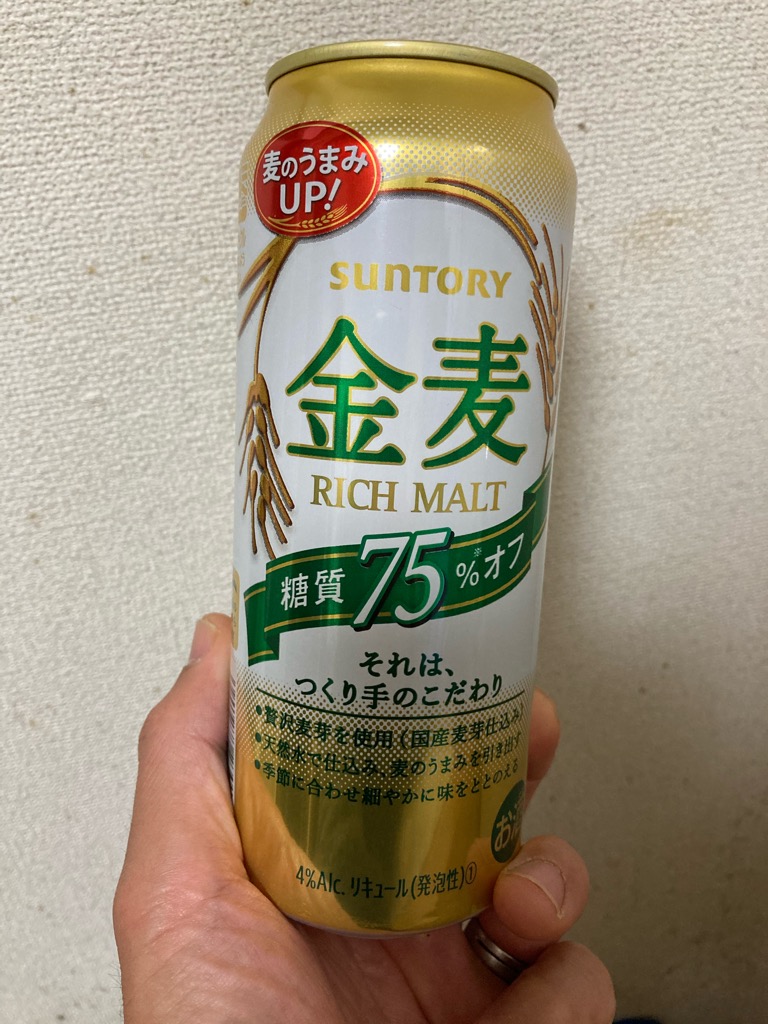 麦のうまみ
UP!
SUNTORY
金麦
RICH MALT
糖質75%※オフ
それは、
つくり手のこだわり
●贅沢麦芽を使用(国産麦芽仕込み)
●天然水で仕込み、麦のうまみを引き出す
●季節に合わせ細やかに味をととのえる
お酒
4%Alc. リキュール(発泡性)①